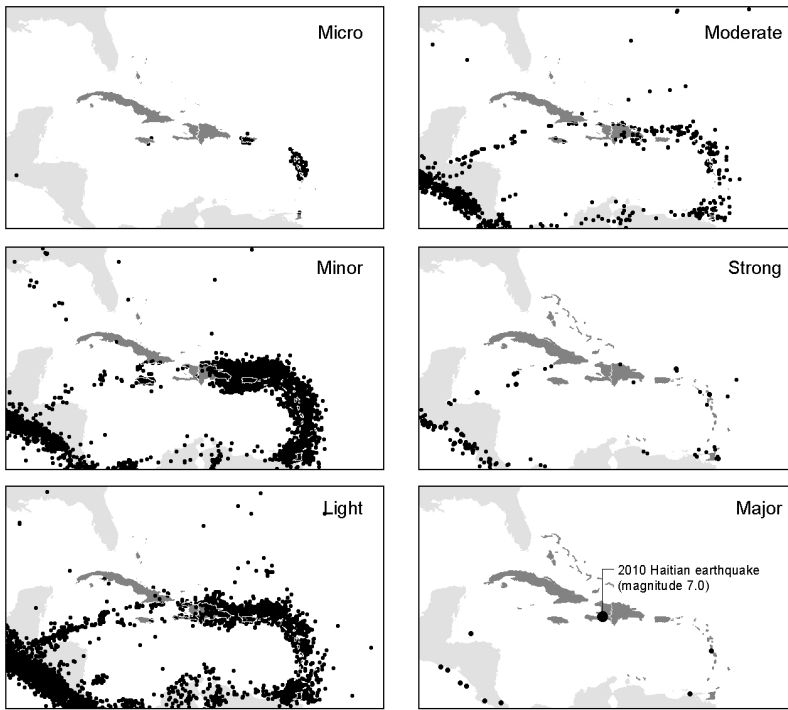 Micro
Moderate
Minor
Strong
Light
Major
2010 Haitian earthquake
(magnitude 7.0)